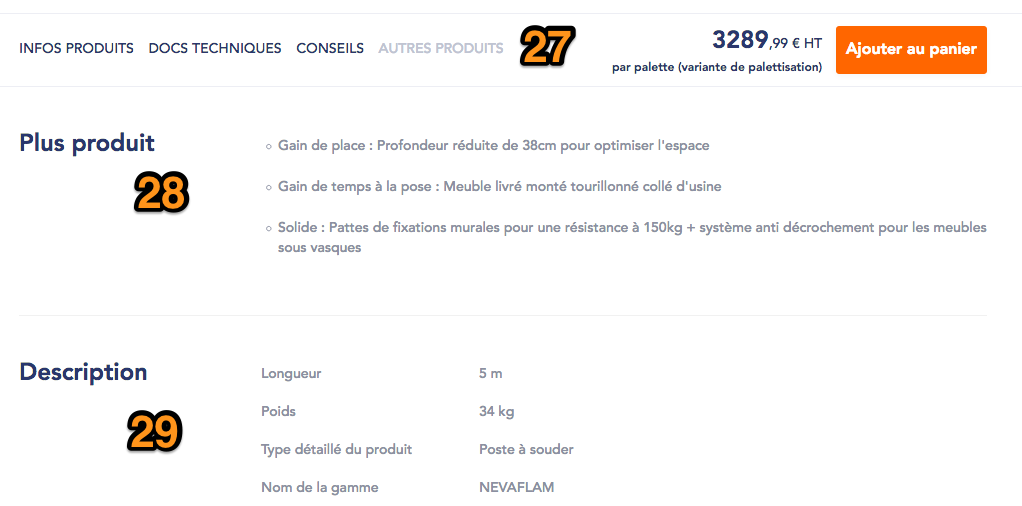 INFOS PRODUITS DOCS TECHNIQUES CONSEILS AUTRES PRODUITS 27 3289,99 € HT Ajouter au panier
par palette (variante de palettisation)
Plus produit
28
◦ Gain de place : Profondeur réduite de 38cm pour optimiser l'espace
◦ Gain de temps à la pose : Meuble livré monté tourillonné collé d'usine
◦ Solide : Pattes de fixations murales pour une résistance à 150kg + système anti décrochement pour les meubles
sous vasques
Description
29
Longueur 5 m
Poids 34 kg
Type détaillé du produit Poste à souder
Nom de la gamme NEVAFLAM